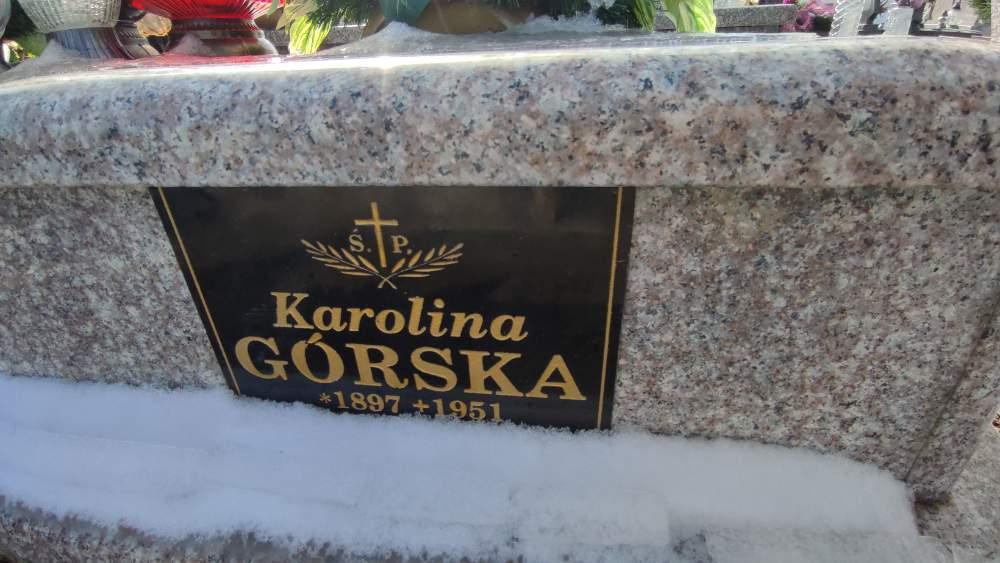 Ś. P.
Karolina
GÓRSKA
*1897 +1951